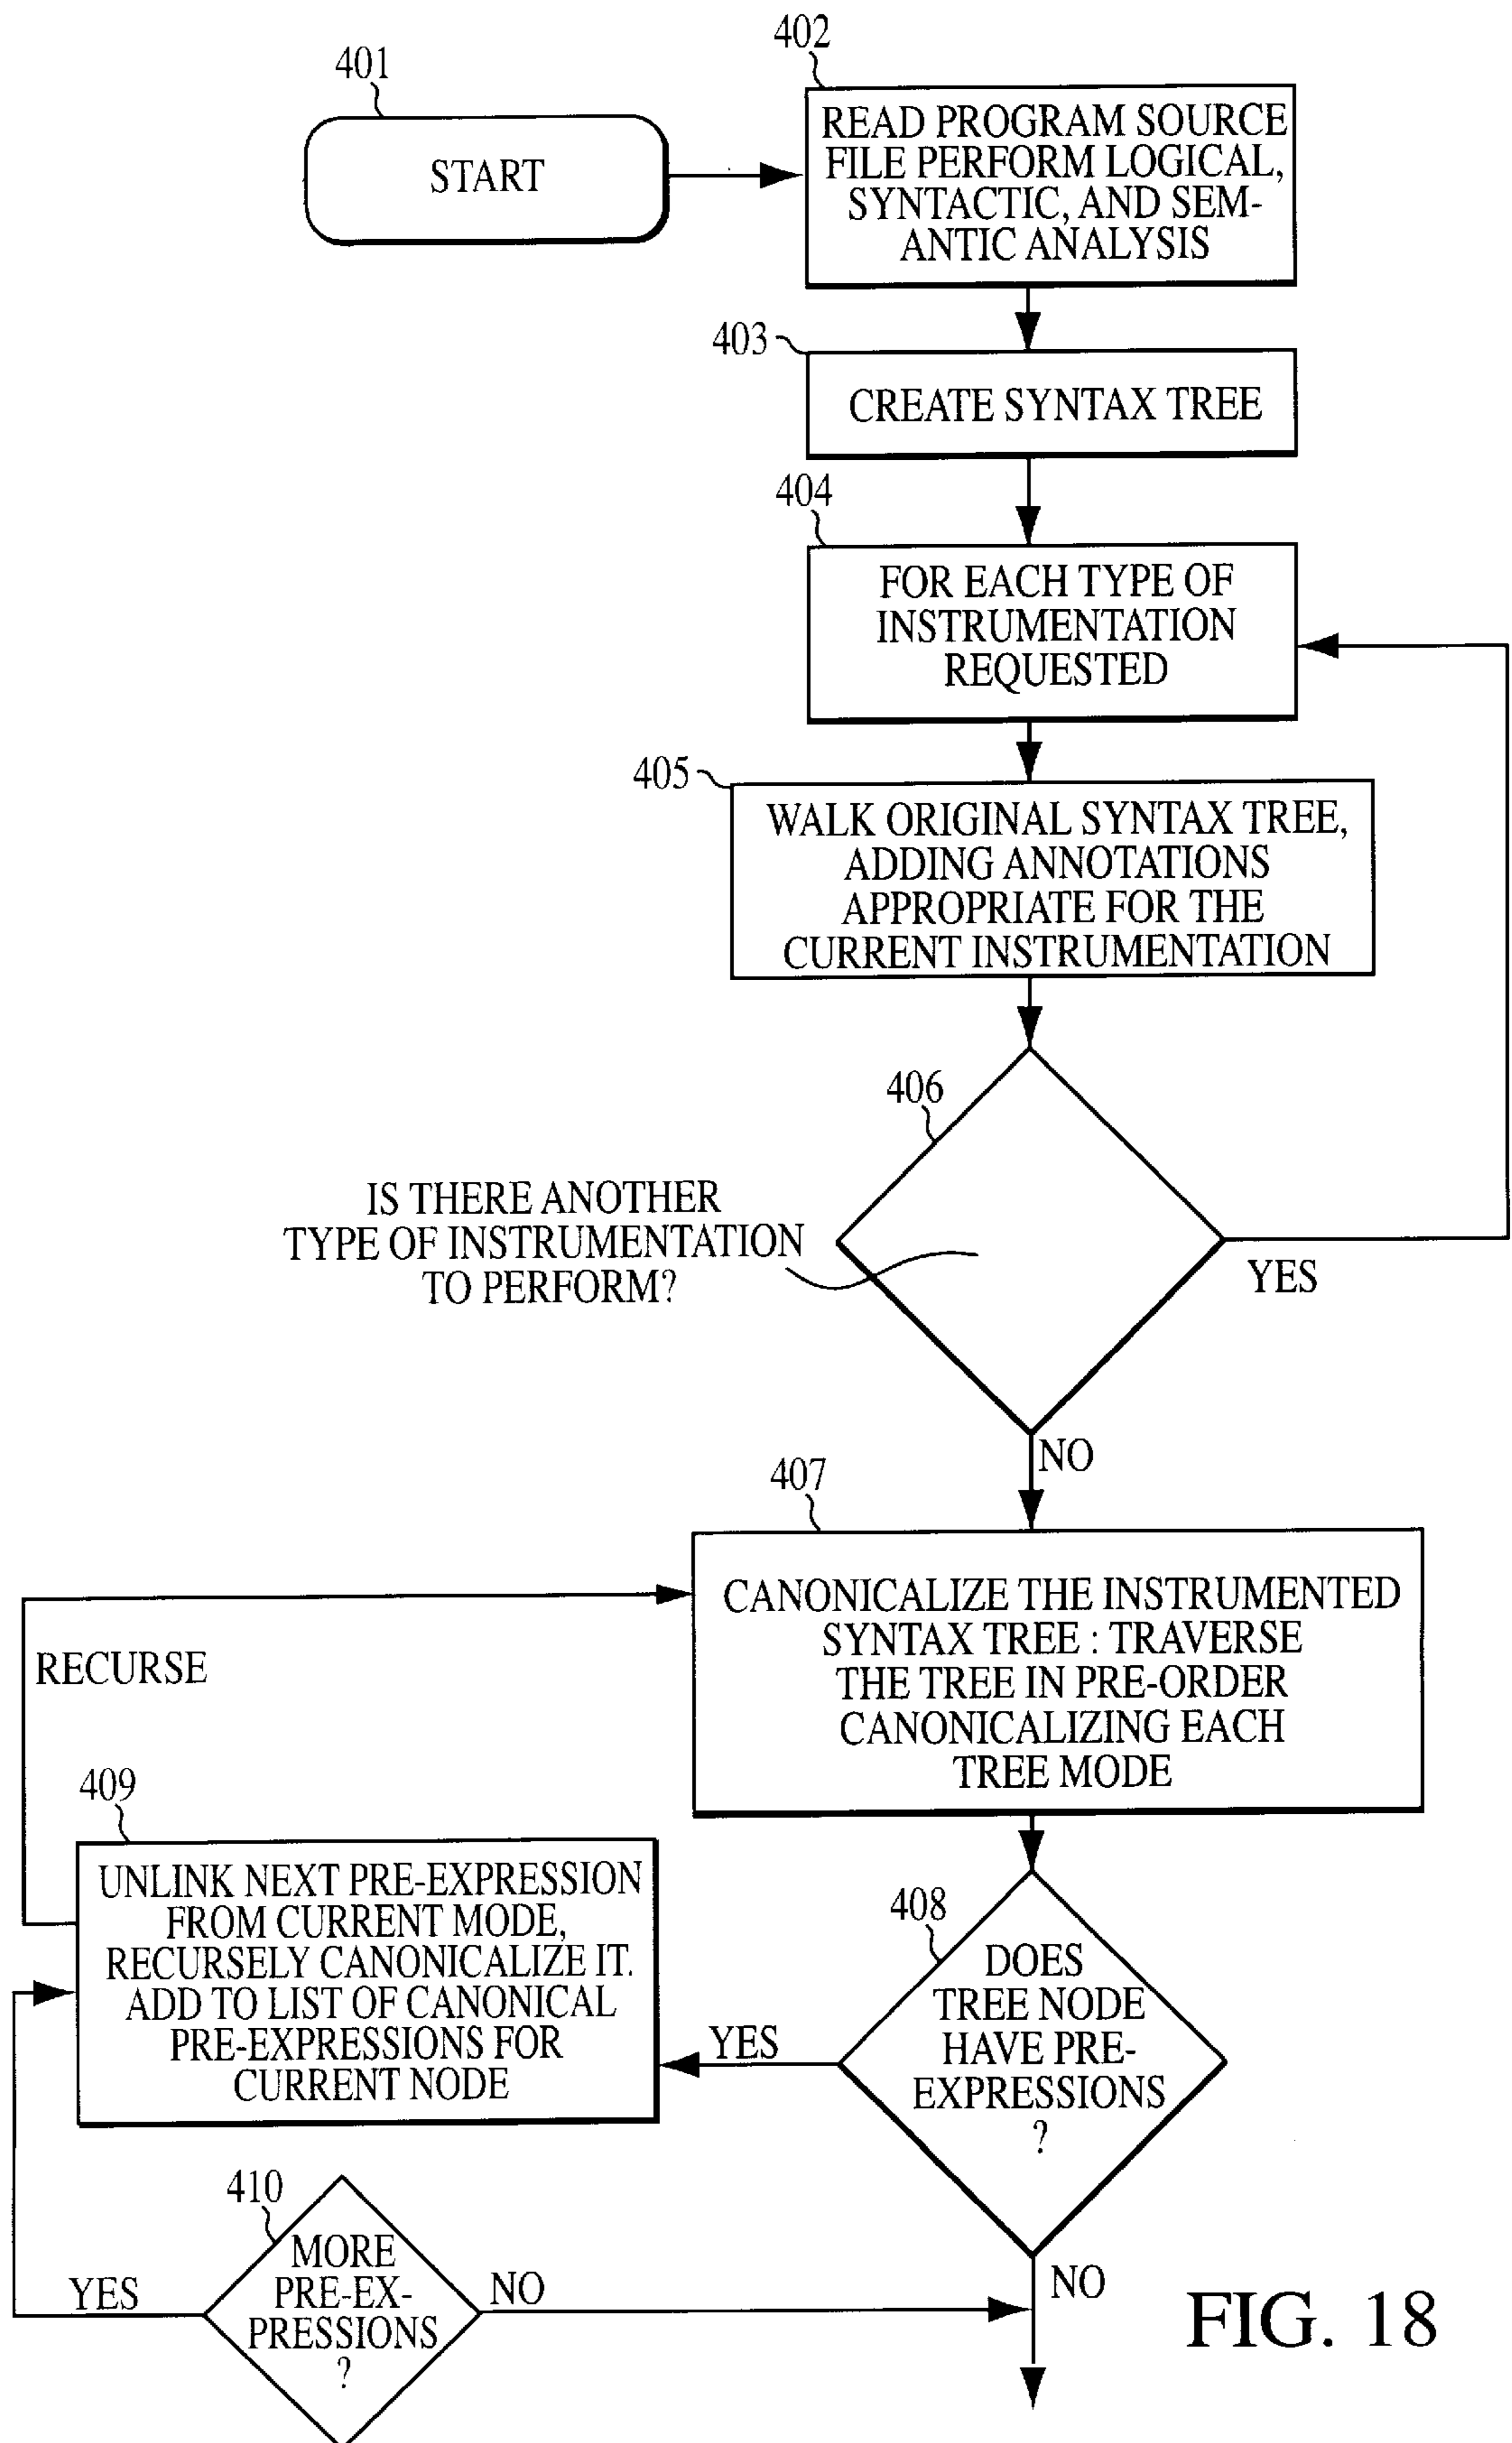 401
START
402
READ PROGRAM SOURCE
FILE PERFORM LOGICAL,
SYNTACTIC, AND SEM-
ANTIC ANALYSIS
403
CREATE SYNTAX TREE
404
FOR EACH TYPE OF
INSTRUMENTATION
REQUESTED
405
WALK ORIGINAL SYNTAX TREE,
ADDING ANNOTATIONS
APPROPRIATE FOR THE
CURRENT INSTRUMENTATION
406
IS THERE ANOTHER
TYPE OF INSTRUMENTATION
TO PERFORM?
YES
NO
407
CANONICALIZE THE INSTRUMENTED
SYNTAX TREE : TRAVERSE
THE TREE IN PRE-ORDER
CANONICALIZING EACH
TREE MODE
RECURSE
409
UNLINK NEXT PRE-EXPRESSION
FROM CURRENT MODE,
RECURSELY CANONICALIZE IT.
ADD TO LIST OF CANONICAL
PRE-EXPRESSIONS FOR
CURRENT NODE
408
DOES
TREE NODE
HAVE PRE-
EXPRESSIONS
?
YES
NO
410
MORE
PRE-EX-
PRESSIONS
?
YES
NO
FIG. 18